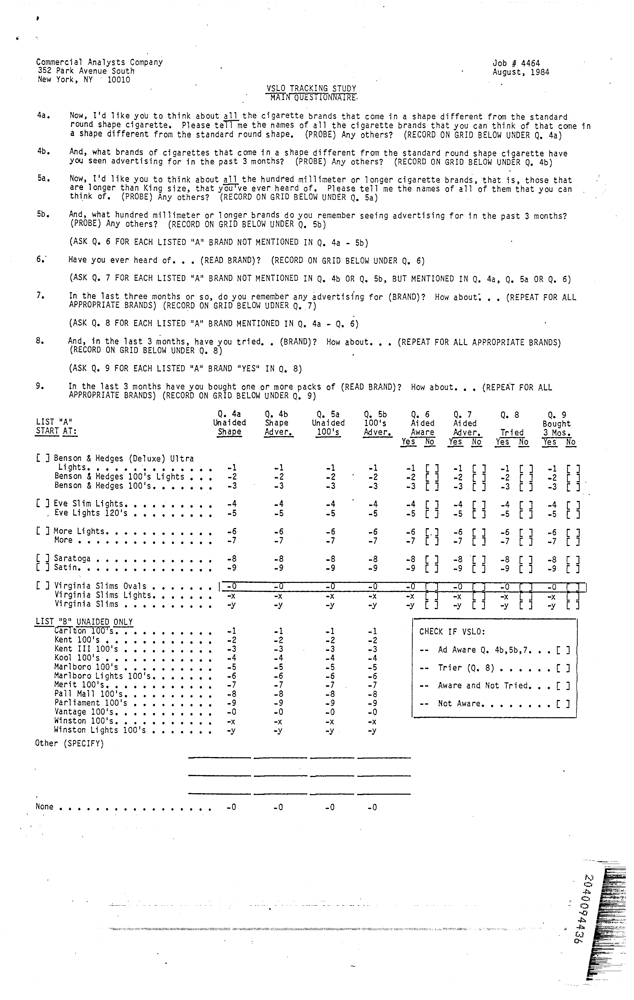 Commercial Analysts Company
352 Park Avenue South
New York, NY 10010
Job # 4464
August, 1984
VSLO TRACKING STUDY
MAIN QUESTIONNAIRE
4a. Now, I'd like you to think about all the cigarette brands that come in a shape different from the standard
round shape cigarette. Please tell me the names of all the cigarette brands that you can think of that come in
a shape different from the standard round shape. (PROBE) Any others? (RECORD ON GRID BELOW UNDER Q. 4a)
4b. And, what brands of cigarettes that come in a shape different from the standard round shape cigarette have
you seen advertising for in the past 3 months? (PROBE) Any others? (RECORD ON GRID BELOW UNDER Q. 4b)
5a. Now, I'd like you to think about all the hundred millimeter or longer cigarette brands, that is, those that
are longer than King size, that you've ever heard of. Please tell me the names of all of them that you can
think of. (PROBE) Any others? (RECORD ON GRID BELOW UNDER Q. 5a)
5b. And, what hundred millimeter or longer brands do you remember seeing advertising for in the past 3 months?
(PROBE) Any others? (RECORD ON GRID BELOW UNDER Q. 5b)
(ASK Q. 6 FOR EACH LISTED "A" BRAND NOT MENTIONED IN Q. 4a - 5b)
6. Have you ever heard of. . . (READ BRAND)? (RECORD ON GRID BELOW UNDER Q. 6)
(ASK Q. 7 FOR EACH LISTED "A" BRAND NOT MENTIONED IN Q. 4b OR Q. 5b, BUT MENTIONED IN Q. 4a, Q. 5a OR Q. 6)
7. In the last three months or so, do you remember any advertising for (BRAND)? How about. . . (REPEAT FOR ALL
APPROPRIATE BRANDS) (RECORD ON GRID BELOW UDNER Q. 7)
(ASK Q. 8 FOR EACH LISTED "A" BRAND MENTIONED IN Q. 4a - Q. 6)
8. And, in the last 3 months, have you tried. . (BRAND)? How about. . . (REPEAT FOR ALL APPROPRIATE BRANDS)
(RECORD ON GRID BELOW UNDER Q. 8)
(ASK Q. 9 FOR EACH LISTED "A" BRAND "YES" IN Q. 8)
9. In the last 3 months have you bought one or more packs of (READ BRAND)? How about. . . (REPEAT FOR ALL
APPROPRIATE BRANDS) (RECORD ON GRID BELOW UNDER Q. 9)
Q. 4a Q. 4b Q. 5a Q. 5b Q. 6 Q. 7 Q. 8 Q. 9
LIST "A" Unaided Shape Unaided 100's Aided Aided Bought
START AT: Shape Adver. 100's Adver. Aware Adver. Tried 3 Mos.
Yes No Yes No Yes No Yes No
[ ] Benson & Hedges (Deluxe) Ultra
Lights. . . . . . . . . . . . . -1 -1 -1 -1 -1 [ ] -1 [ ] -1 [ ] -1 [ ]
Benson & Hedges 100's Lights . . . -2 -2 -2 -2 -2 [ ] -2 [ ] -2 [ ] -2 [ ]
Benson & Hedges 100's. . . . . . . -3 -3 -3 -3 -3 [ ] -3 [ ] -3 [ ] -3 [ ]
[ ] Eve Slim Lights. . . . . . . . . . -4 -4 -4 -4 -4 [ ] -4 [ ] -4 [ ] -4 [ ]
Eve Lights 120's . . . . . . . . . -5 -5 -5 -5 -5 [ ] -5 [ ] -5 [ ] -5 [ ]
[ ] More Lights. . . . . . . . . . . . -6 -6 -6 -6 -6 [ ] -6 [ ] -6 [ ] -6 [ ]
More . . . . . . . . . . . . . . . -7 -7 -7 -7 -7 [ ] -7 [ ] -7 [ ] -7 [ ]
[ ] Saratoga . . . . . . . . . . . . . -8 -8 -8 -8 -8 [ ] -8 [ ] -8 [ ] -8 [ ]
[ ] Satin. . . . . . . . . . . . . . . -9 -9 -9 -9 -9 [ ] -9 [ ] -9 [ ] -9 [ ]
[ ] Virginia Slims Ovals . . . . . . . -0 -0 -0 -0 -0 [ ] -0 [ ] -0 [ ] -0 [ ]
Virginia Slims Lights. . . . . . . -x -x -x -x -x [ ] -x [ ] -x [ ] -x [ ]
Virginia Slims . . . . . . . . . . -y -y -y -y -y [ ] -y [ ] -y [ ] -y [ ]
LIST "B" UNAIDED ONLY
Carlton 100's. . . . . . . . . . . -1 -1 -1 -1
Kent 100's . . . . . . . . . . . . -2 -2 -2 -2
Kent III 100's . . . . . . . . . . -3 -3 -3 -3
Kool 100's . . . . . . . . . . . . -4 -4 -4 -4
Marlboro 100's . . . . . . . . . . -5 -5 -5 -5
Marlboro Lights 100's. . . . . . . -6 -6 -6 -6
Merit 100's. . . . . . . . . . . . -7 -7 -7 -7
Pall Mall 100's. . . . . . . . . . -8 -8 -8 -8
Parliament 100's . . . . . . . . . -9 -9 -9 -9
Vantage 100's. . . . . . . . . . . -0 -0 -0 -0
Winston 100's. . . . . . . . . . . -x -x -x -x
Winston Lights 100's . . . . . . . -y -y -y -y
CHECK IF VSLO:
-- Ad Aware Q. 4b,5b,7. . . [ ]
-- Trier (Q. 8) . . . . . . [ ]
-- Aware and Not Tried. . . [ ]
-- Not Aware. . . . . . . . [ ]
Other (SPECIFY)
None . . . . . . . . . . . . . . . . -0 -0 -0 -0
2040094436